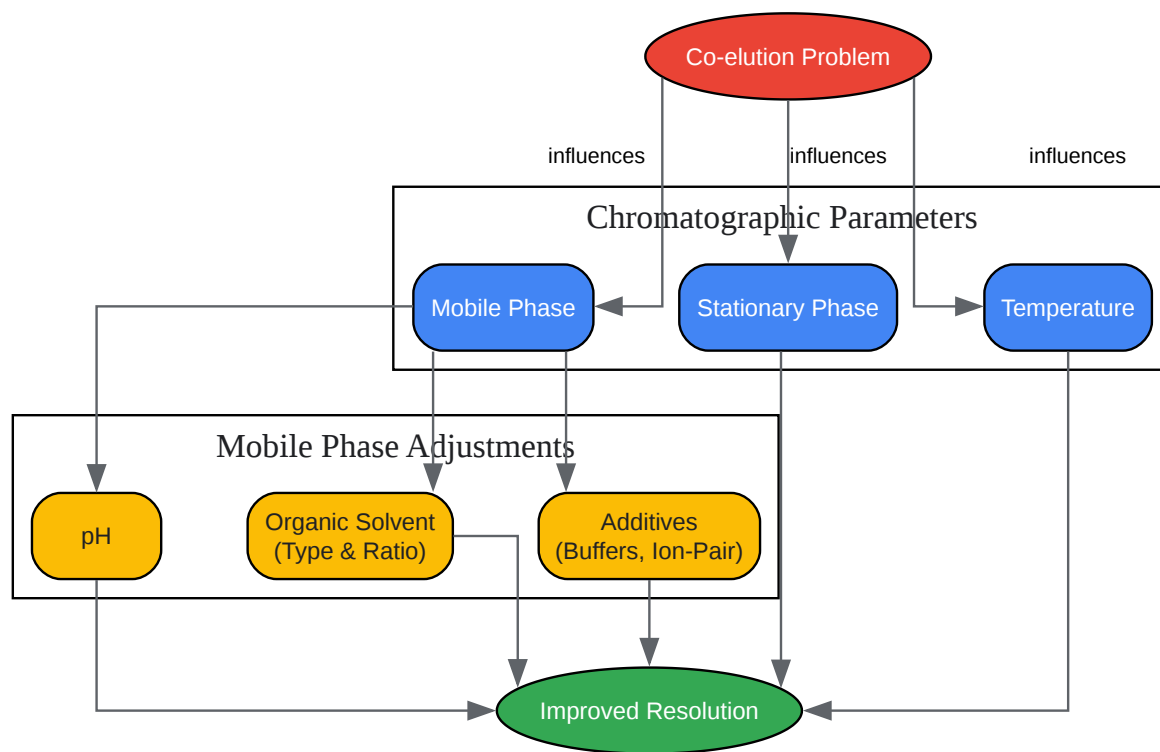 Co-elution Problem
influences
influences
influences
Chromatographic Parameters
Mobile Phase
Stationary Phase
Temperature
Mobile Phase Adjustments
pH
Organic Solvent
(Type & Ratio)
Additives
(Buffers, Ion-Pair)
Improved Resolution